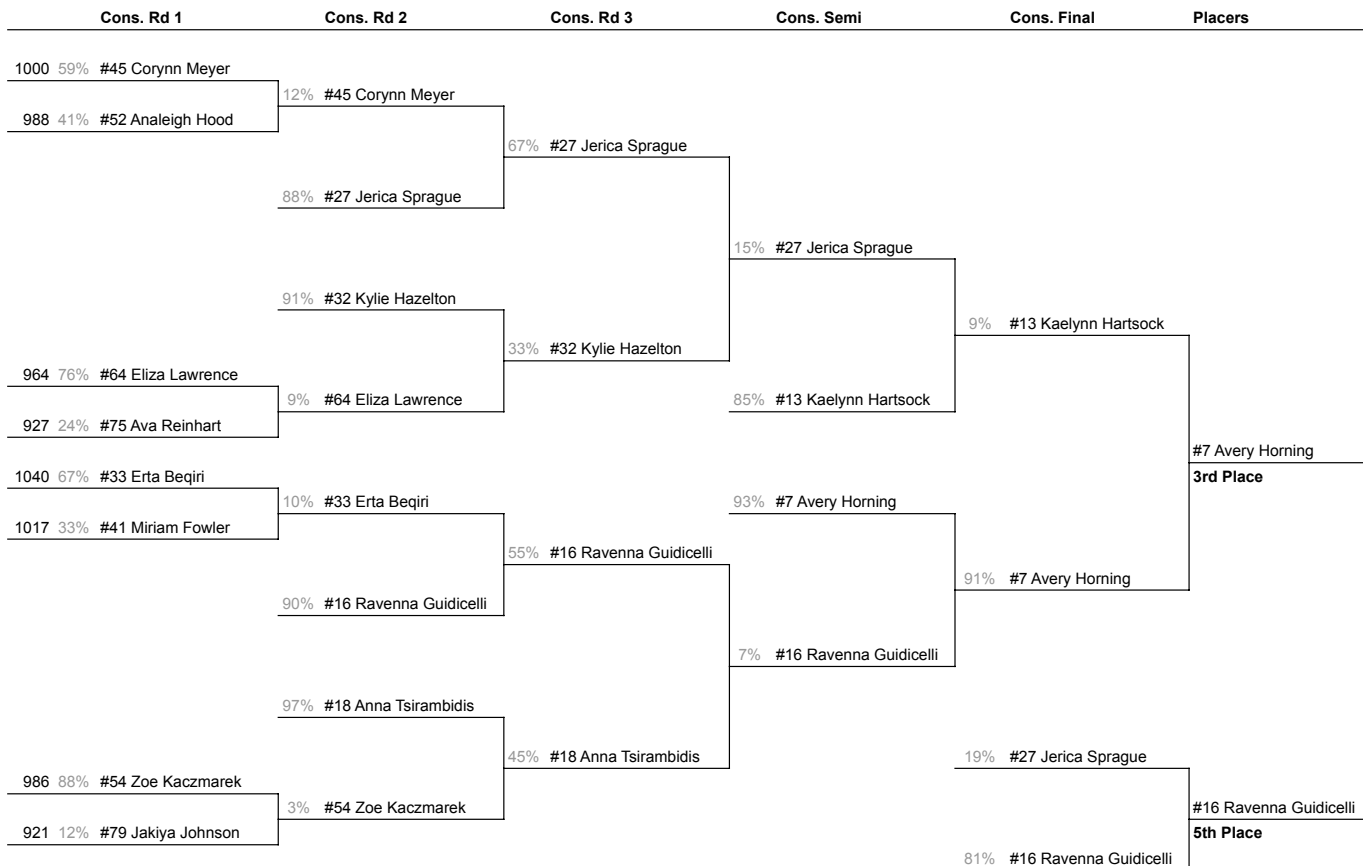 Cons. Rd 1 Cons. Rd 2 Cons. Rd 3 Cons. Semi Cons. Final Placers
1000 59% #45 Corynn Meyer
12% #45 Corynn Meyer
988 41% #52 Analeigh Hood
67% #27 Jerica Sprague
88% #27 Jerica Sprague
15% #27 Jerica Sprague
91% #32 Kylie Hazelton
9% #13 Kaelynn Hartsock
33% #32 Kylie Hazelton
964 76% #64 Eliza Lawrence
9% #64 Eliza Lawrence 85% #13 Kaelynn Hartsock
927 24% #75 Ava Reinhart
#7 Avery Horning
1040 67% #33 Erta Beqiri 3rd Place
10% #33 Erta Beqiri 93% #7 Avery Horning
1017 33% #41 Miriam Fowler
55% #16 Ravenna Guidicelli
91% #7 Avery Horning
90% #16 Ravenna Guidicelli
7% #16 Ravenna Guidicelli
97% #18 Anna Tsirambidis
45% #18 Anna Tsirambidis 19% #27 Jerica Sprague
986 88% #54 Zoe Kaczmarek
3% #54 Zoe Kaczmarek #16 Ravenna Guidicelli
921 12% #79 Jakiya Johnson 5th Place
81% #16 Ravenna Guidicelli